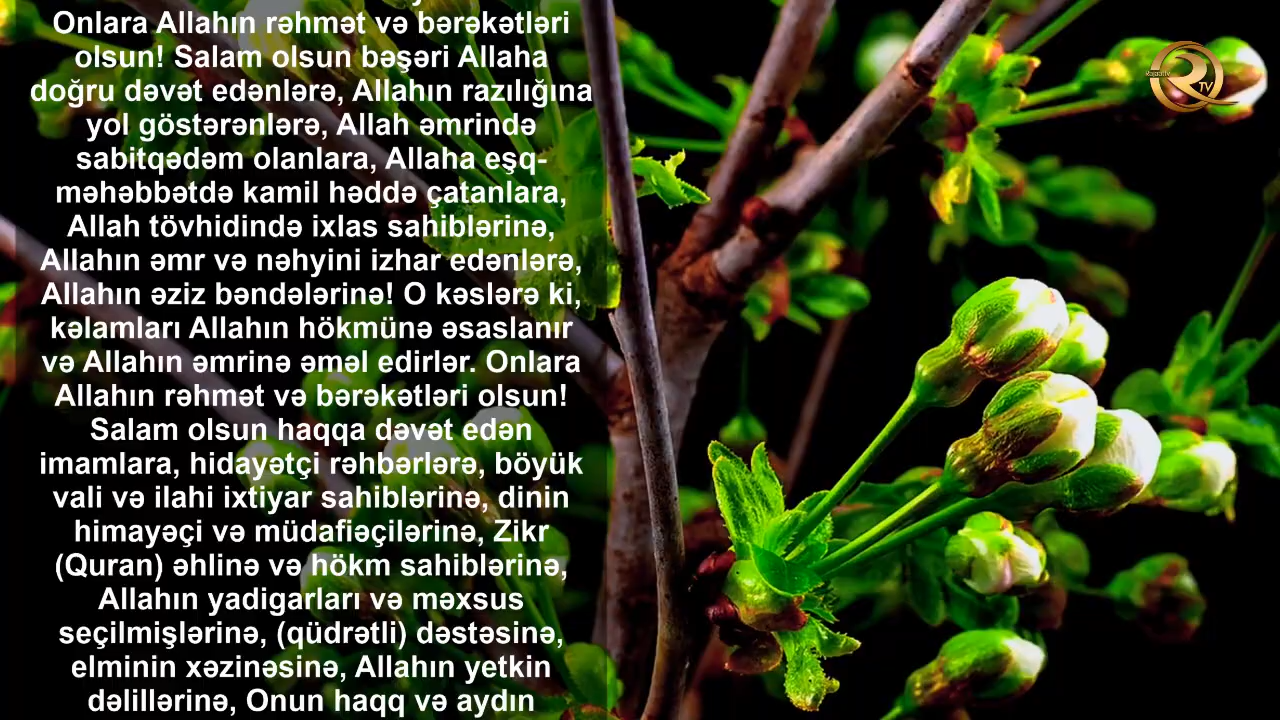 Onlara Allahın rəhmət və bərəkətləri
olsun! Salam olsun bəşəri Allaha
doğru dəvət edənlərə, Allahın razılığına
yol göstərənlərə, Allah əmrində
sabitqədəm olanlara, Allaha eşq-
məhəbbətdə kamil həddə çatanlara,
Allah tövhidində ixlas sahiblərinə,
Allahın əmr və nəhyini izhar edənlərə,
Allahın əziz bəndələrinə! O kəslərə ki,
kəlamları Allahın hökmünə əsaslanır
və Allahın əmrinə əməl edirlər. Onlara
Allahın rəhmət və bərəkətləri olsun!
Salam olsun haqqa dəvət edən
imamlara, hidayətçi rəhbərlərə, böyük
vali və ilahi ixtiyar sahiblərinə, dinin
himayəçi və müdafiəçilərinə, Zikr
(Quran) əhlinə və hökm sahiblərinə,
Allahın yadigarları və məxsus
seçilmişlərinə, (qüdrətli) dəstəsinə,
elminin xəzinəsinə, Allahın yetkin
dəlillərinə, Onun haqq və aydın
R
TV